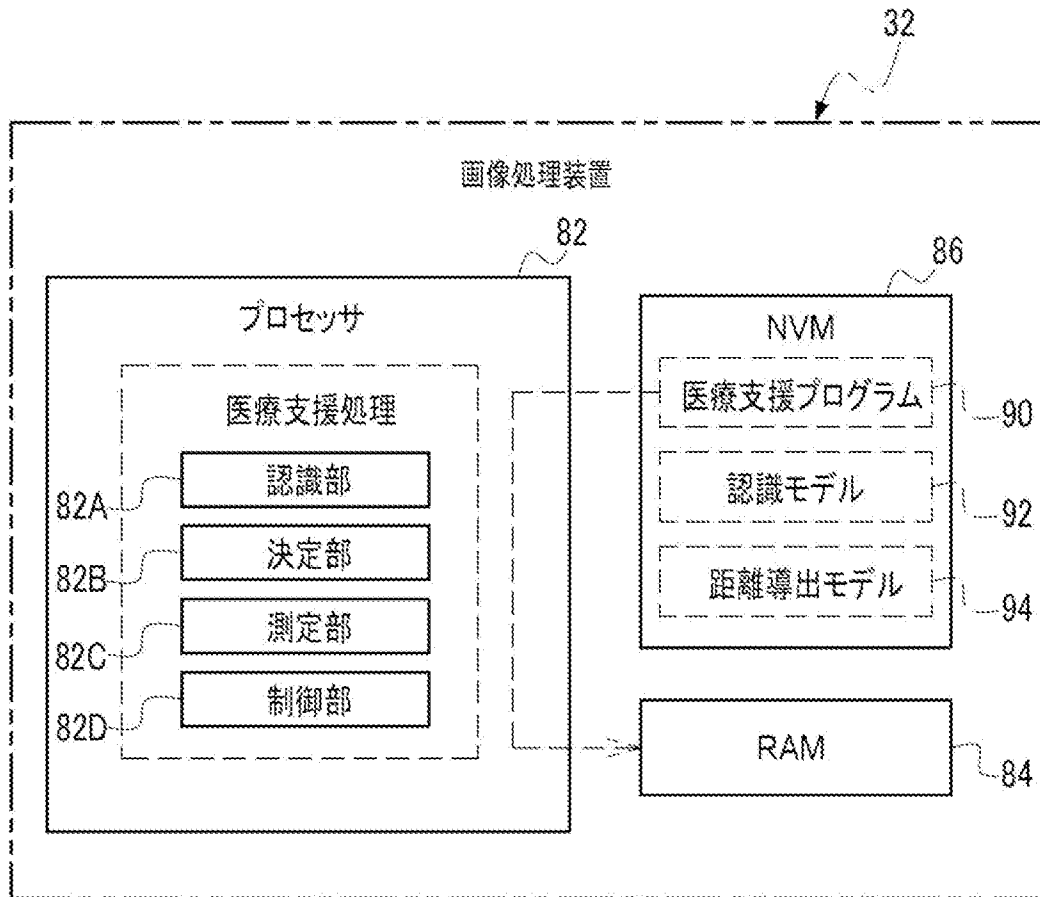 32
画像処理装置
82
プロセッサ
医療支援処理
82A
認識部
82B
決定部
82C
測定部
82D
制御部
86
NVM
医療支援プログラム
90
認識モデル
92
距離導出モデル
94
RAM
84